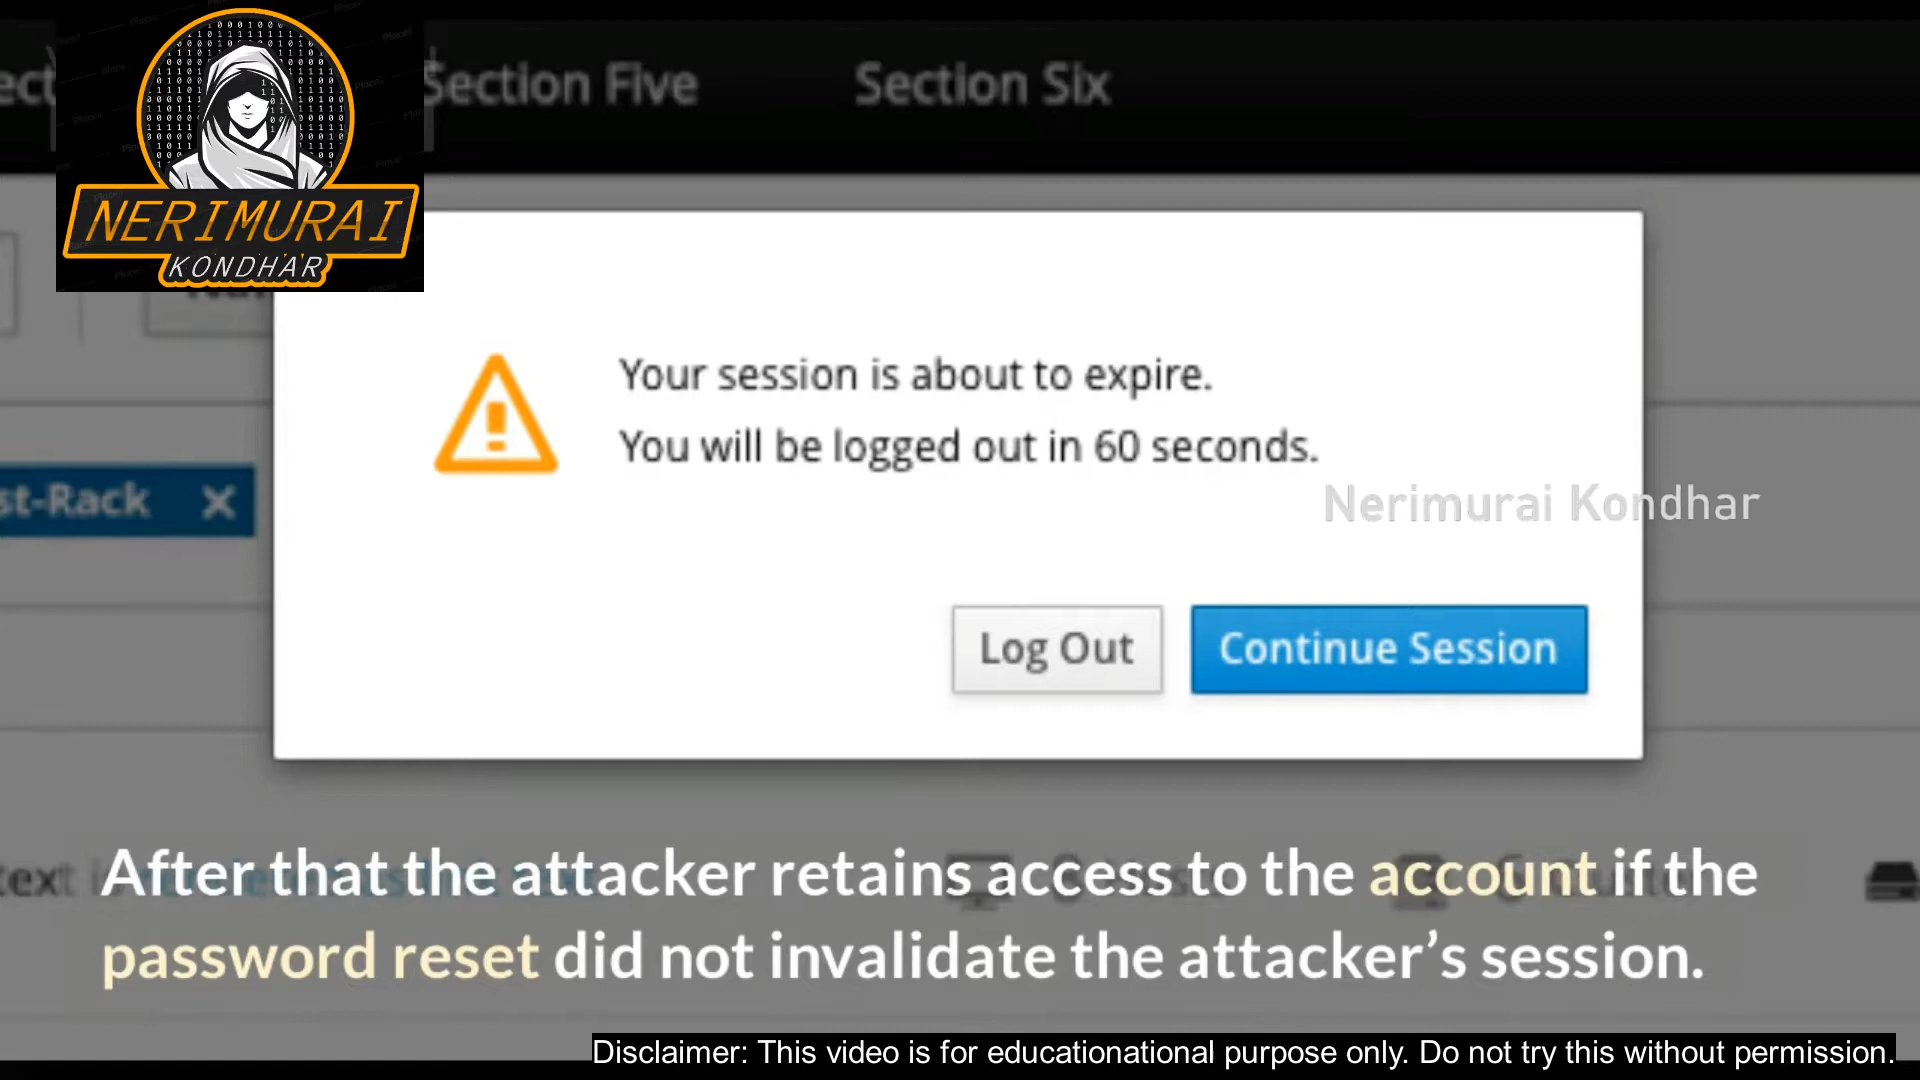 Section Five
Section Six
NERIMURAI
KONDHAR
Your session is about to expire.
You will be logged out in 60 seconds.
st-Rack
Nerimurai Kondhar
Log Out
Continue Session
text
After that the attacker retains access to the account if the
password reset did not invalidate the attacker’s session.
Disclaimer: This video is for educationational purpose only. Do not try this without permission.